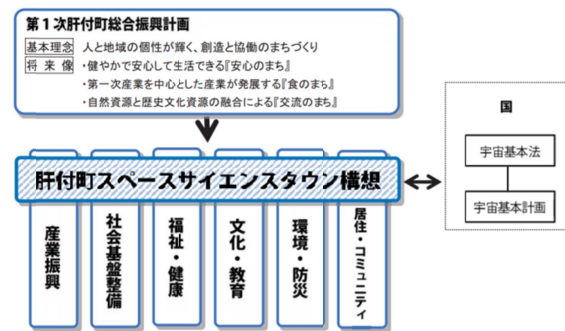 第１次肝付町総合振興計画
基本理念 人と地域の個性が輝く、創造と協働のまちづくり
将来像 ・健やかで安心して生活できる『安心のまち』
・第一次産業を中心とした産業が発展する『食のまち』
・自然資源と歴史文化資源の融合による『交流のまち』
肝付町スペースサイエンスタウン構想
産業振興
社会基盤整備
福祉・健康
文化・教育
環境・防災
居住・コミュニティ
国
宇宙基本法
宇宙基本計画